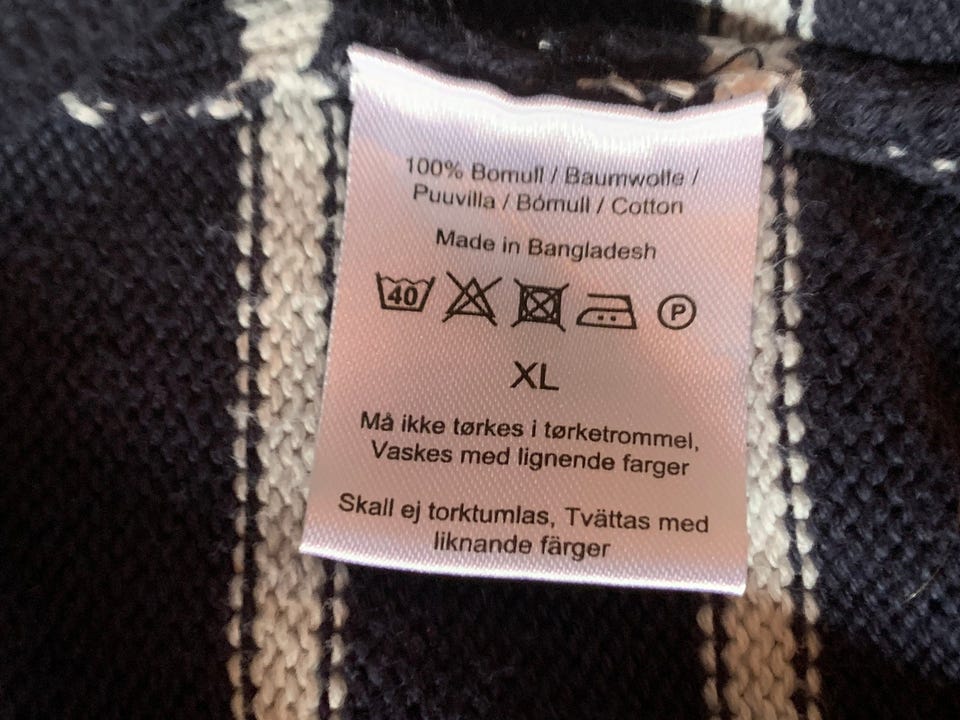 100% Bomull / Baumwolle /
Puuvilla / Bómull / Cotton
Made in Bangladesh
40 P
XL
Må ikke tørkes i tørketrommel,
Vaskes med lignende farger
Skall ej torktumlas, Tvättas med
liknande färger